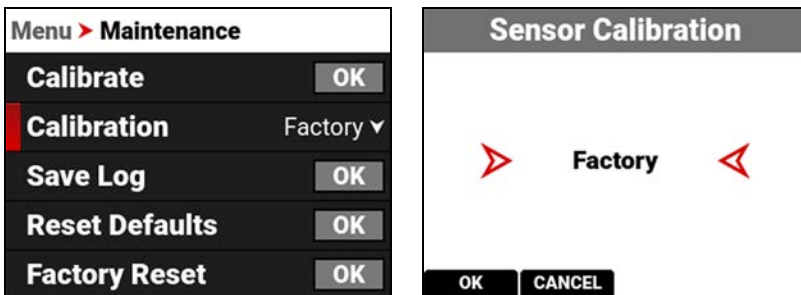 Menu > Maintenance
Calibrate OK
Calibration Factory
Save Log OK
Reset Defaults OK
Factory Reset OK
Sensor Calibration
Factory
OK CANCEL